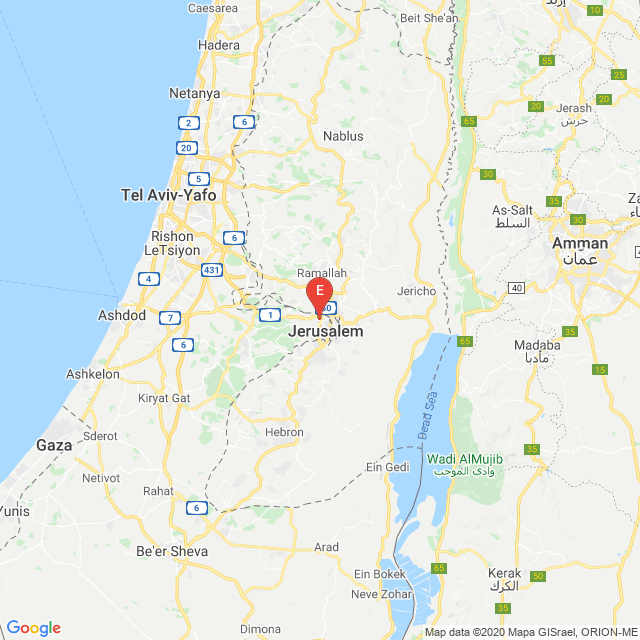 Caesarea
Beit She'an
إربد
10
Hadera
55
Jerash
جرش
35
Netanya
2
6
Nablus
65
20
5
30
Tel Aviv-Yafo
As-Salt
السلط
30
35
Rishon
LeTsiyon
6
Amman
عمان
4
431
Ramallah
E
Jericho
40
Ashdod
7
1
Jerusalem
6
65
Madaba
مادبا
Ashkelon
15
Kiryat Gat
Dead Sea
Gaza
Sderot
Hebron
35
Wadi AlMujib
وادي الموجب
Ein Gedi
Netivot
Rahat
Yunis
6
35
Be'er Sheva
Arad
Ein Bokek
65
Kerak
الكرك
50
Neve Zohar
Dimona
Google
Map data ©2020 Mapa GISrael, ORION-ME